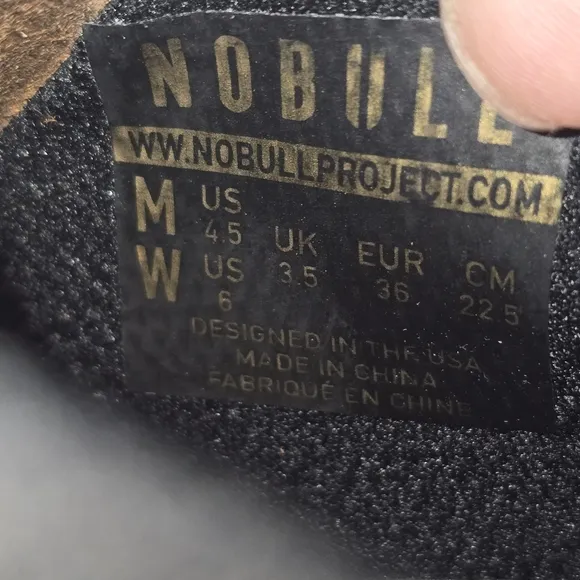 NOBULL
WW.NOBULLPROJECT.COM
M US 4.5 UK 3.5 EUR 36 CM 22.5
W US 6
DESIGNED IN THE USA
MADE IN CHINA
FABRIQUÉ EN CHINE